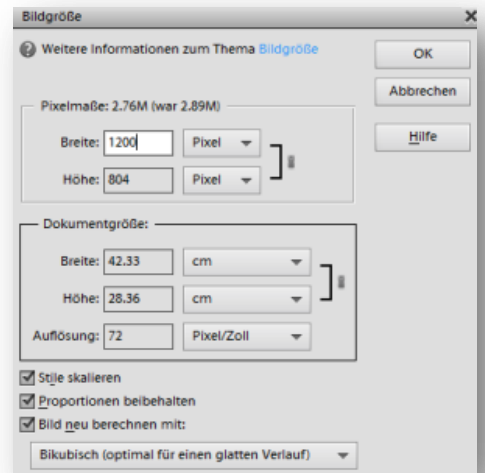 Bildgröße
Weitere Informationen zum Thema Bildgröße
OK
Abbrechen
Hilfe
Pixelmaße: 2.76M (war 2.89M)
Breite: 1200 Pixel
Höhe: 804 Pixel
Dokumentgröße:
Breite: 42.33 cm
Höhe: 28.36 cm
Auflösung: 72 Pixel/Zoll
Stile skalieren
Proportionen beibehalten
Bild neu berechnen mit:
Bikubisch (optimal für einen glatten Verlauf)